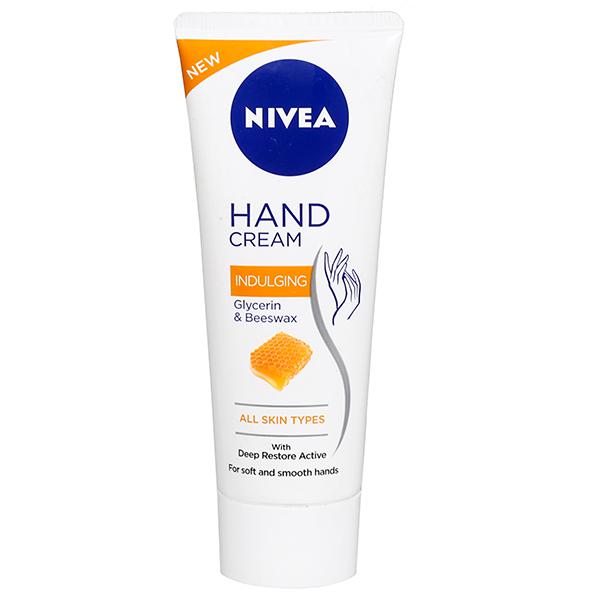 NEW
NIVEA
HAND
CREAM
INDULGING
Glycerin
& Beeswax
ALL SKIN TYPES
With
Deep Restore Active
For soft and smooth hands